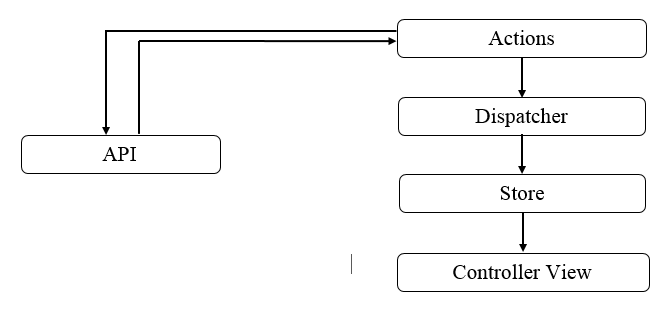 Actions
Dispatcher
API
Store
Controller View